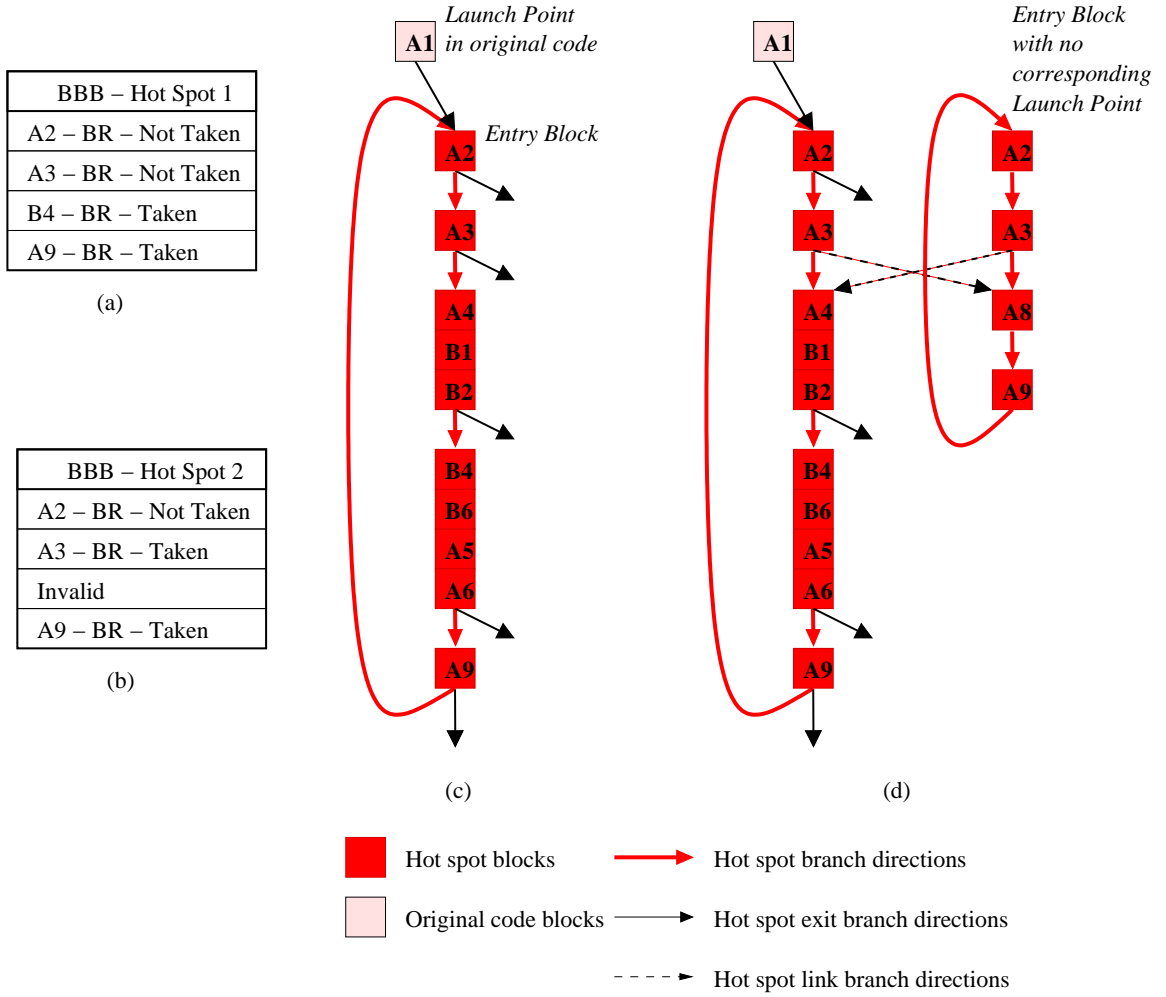 BBB – Hot Spot 1
A2 – BR – Not Taken
A3 – BR – Not Taken
B4 – BR – Taken
A9 – BR – Taken
(a)
BBB – Hot Spot 2
A2 – BR – Not Taken
A3 – BR – Taken
Invalid
A9 – BR – Taken
(b)
Launch Point
in original code
A1
Entry Block
A2
A3
A4
B1
B2
B4
B6
A5
A6
A9
(c)
A1
A2
A3
A4
B1
B2
B4
B6
A5
A6
A9
Entry Block
with no
corresponding
Launch Point
A2
A3
A8
A9
(d)
Hot spot blocks
Hot spot branch directions
Original code blocks
Hot spot exit branch directions
Hot spot link branch directions